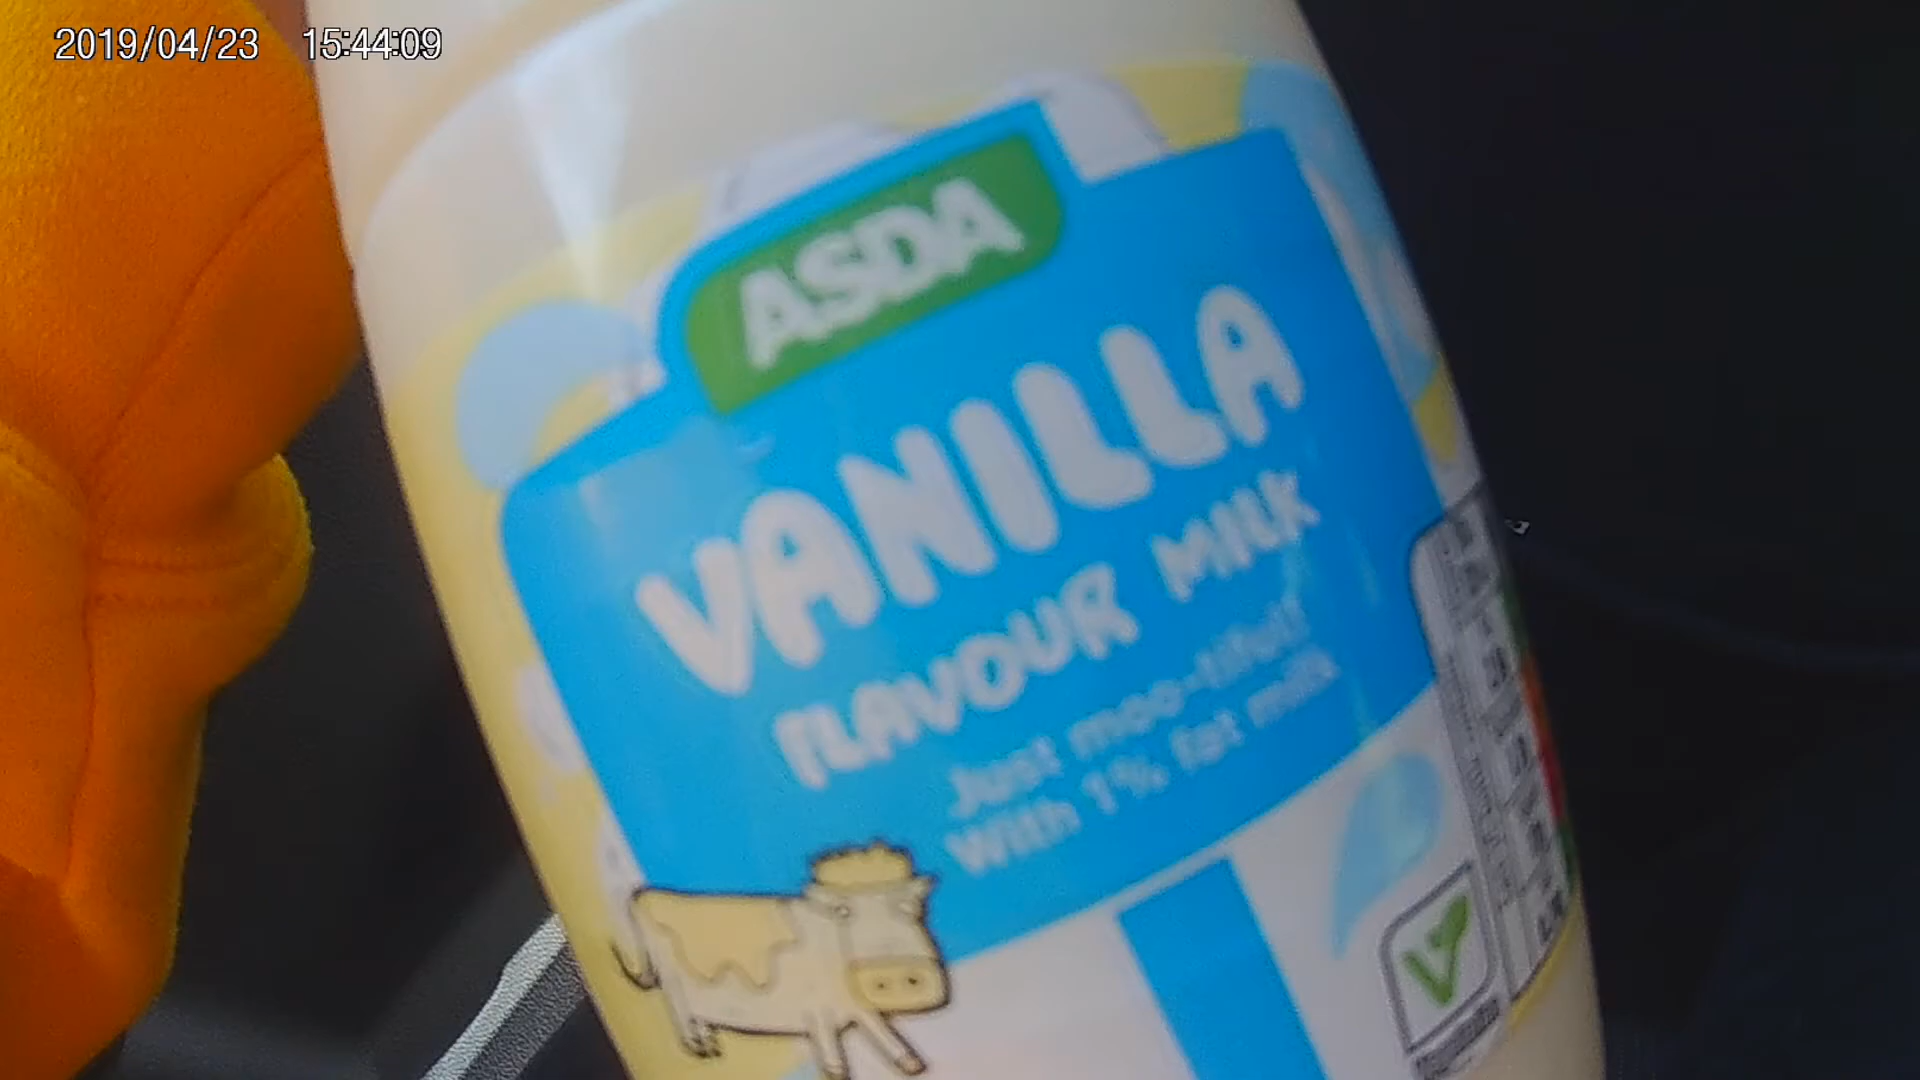 2019/04/23 15:44:09
ASDA
VANILLA
FLAVOUR MILK
Just moo-tiful!
With 1% fat milk